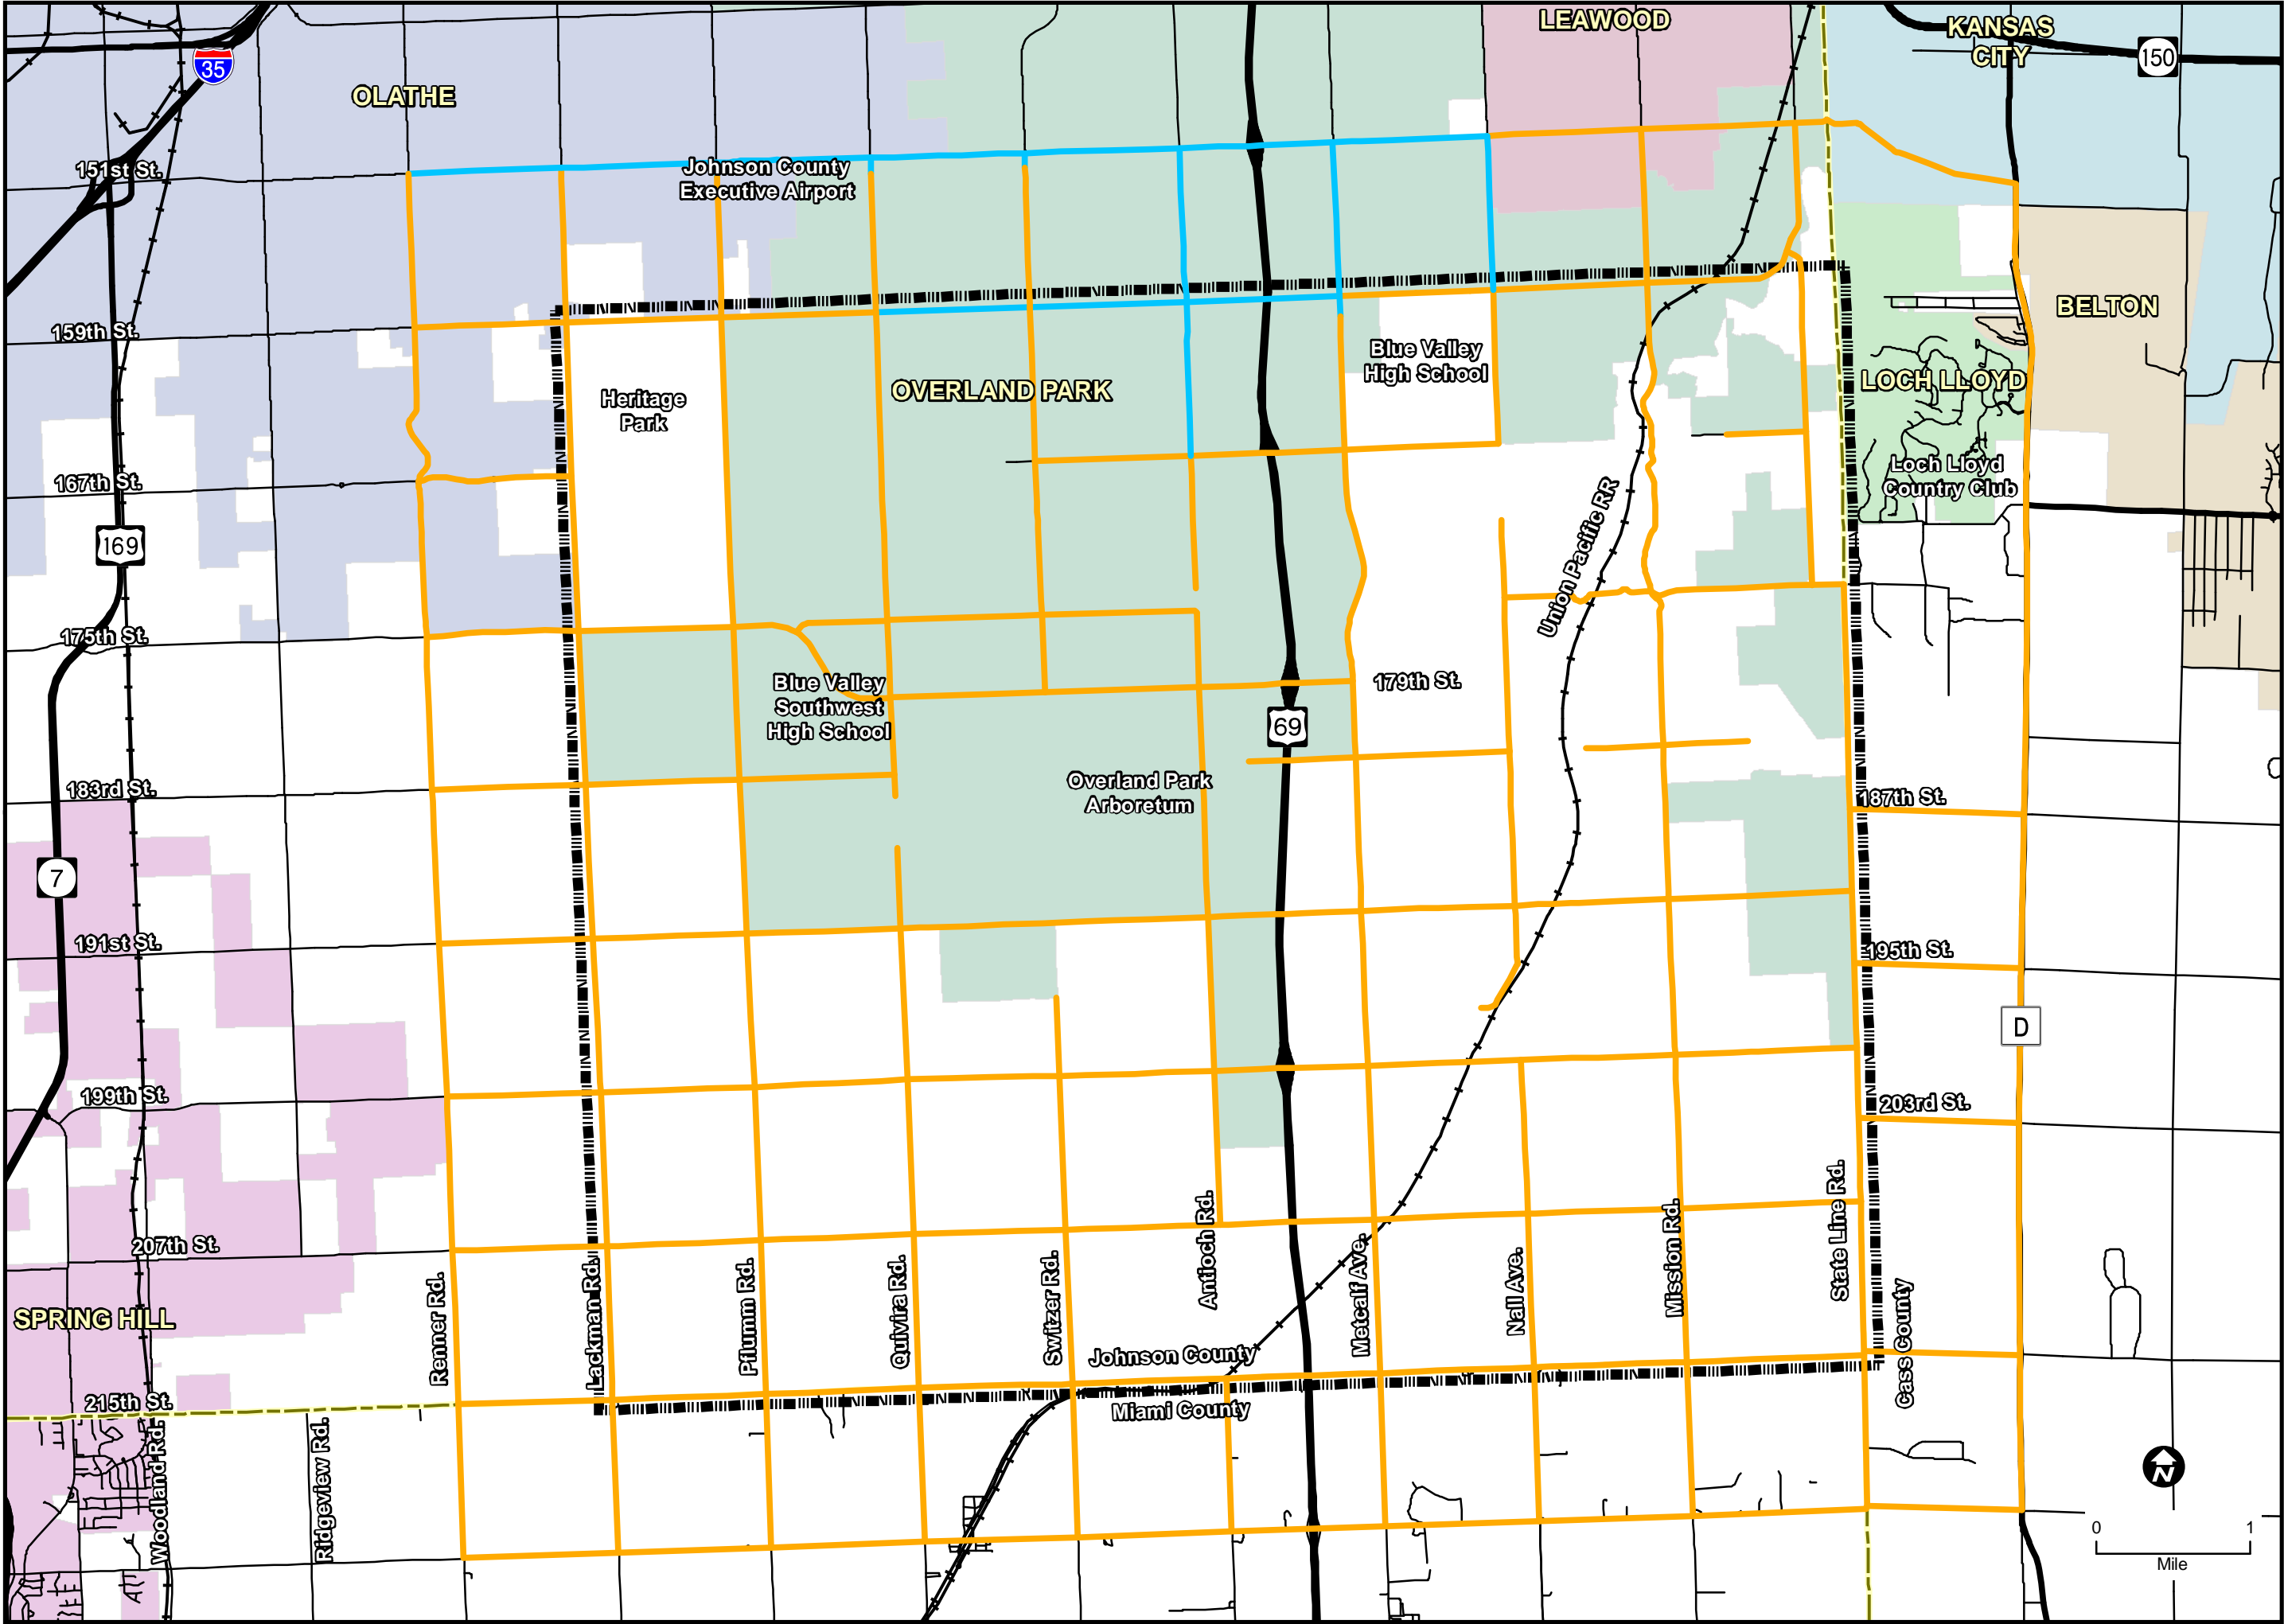 LEAWOOD
KANSAS
CITY
150
35
OLATHE
151st St.
Johnson County
Executive Airport
159th St.
BELTON
Blue Valley
High School
LOCH LLOYD
OVERLAND PARK
Heritage
Park
167th St.
Loch Lloyd
Country Club
Union Pacific RR
169
175th St.
179th St.
Blue Valley
Southwest
High School
69
183rd St.
Overland Park
Arboretum
187th St.
7
191st St.
195th St.
D
199th St.
203rd St.
207th St.
SPRING HILL
Renner Rd.
Lackman Rd.
Pflumm Rd.
Quivira Rd.
Switzer Rd.
Antioch Rd.
Metcalf Ave.
Nall Ave.
Mission Rd.
State Line Rd.
Cass County
Johnson County
Miami County
215th St.
Woodland Rd.
Ridgeview Rd.
N
0 1
Mile